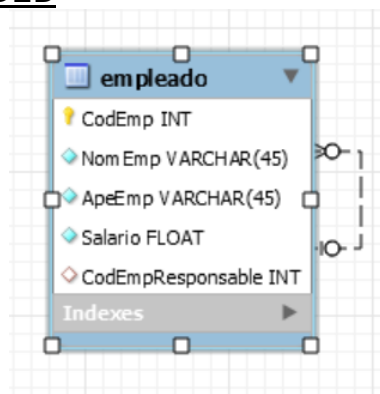 empleado
CodEmp INT
NomEmp VARCHAR(45)
ApeEmp VARCHAR(45)
Salario FLOAT
CodEmpResponsable INT
Indexes